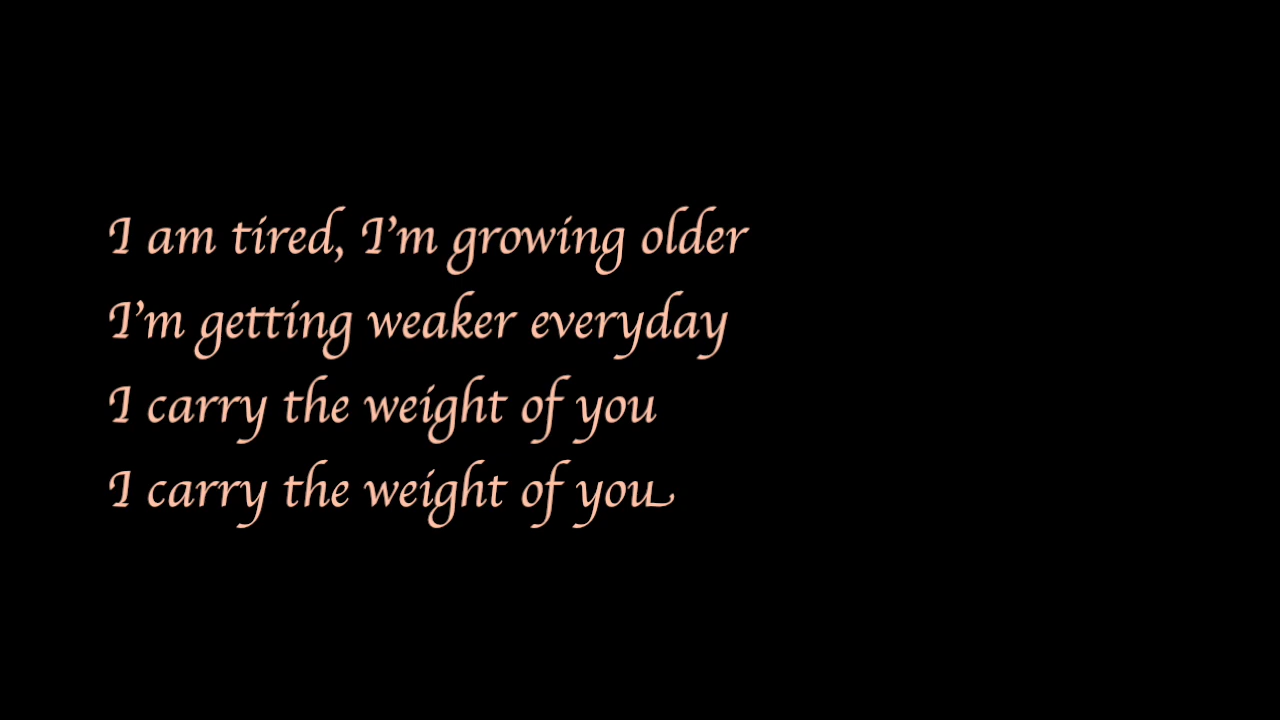 I am tired, I'm growing older
I'm getting weaker everyday
I carry the weight of you
I carry the weight of you